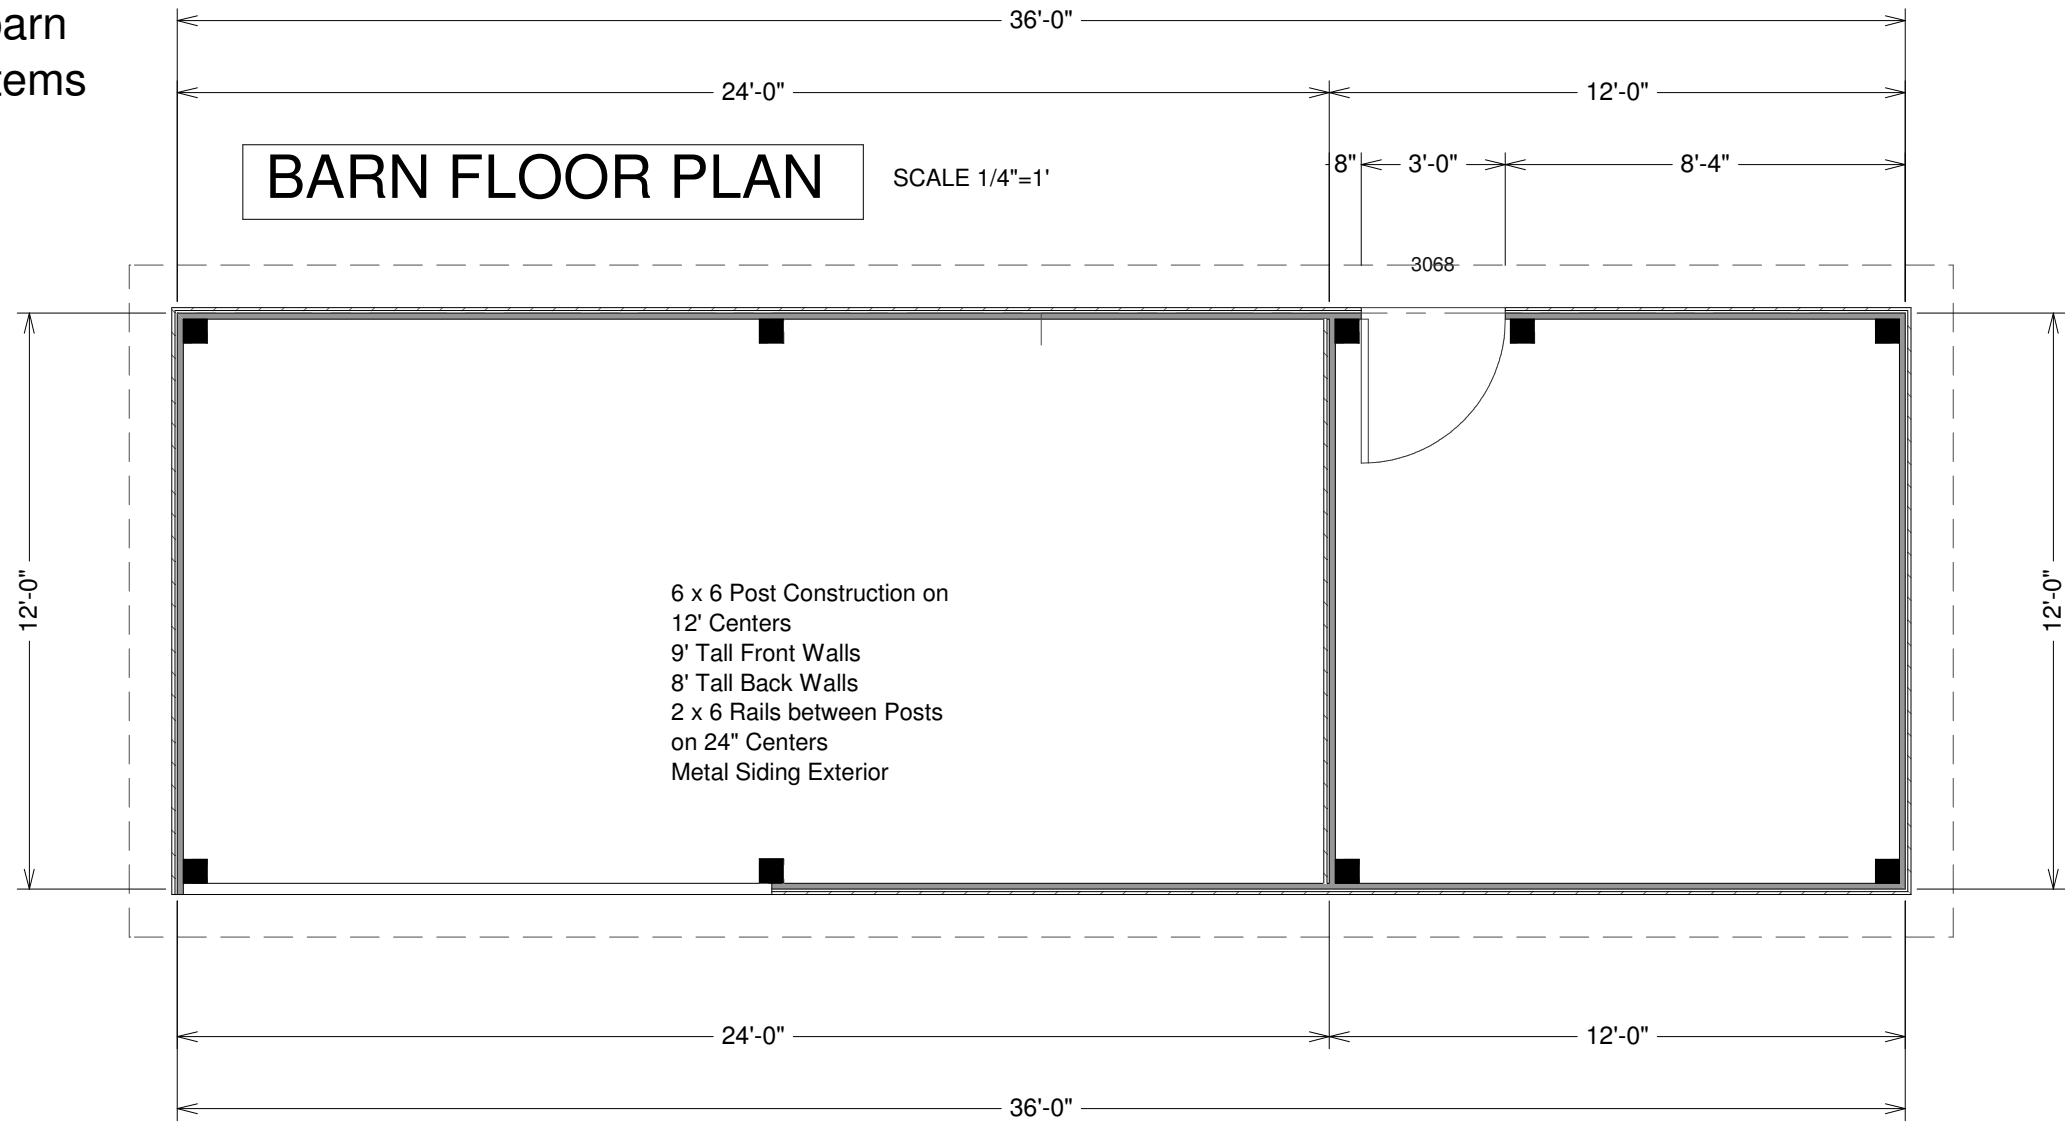 36'-0"
tems
24'-0"
12'-0"
BARN FLOOR PLAN
SCALE 1/4"=1'
8"
3'-0"
8'-4"
3068
12'-0"
6 x 6 Post Construction on
12' Centers
9' Tall Front Walls
8' Tall Back Walls
2 x 6 Rails between Posts
on 24" Centers
Metal Siding Exterior
12'-0"
24'-0"
12'-0"
36'-0"